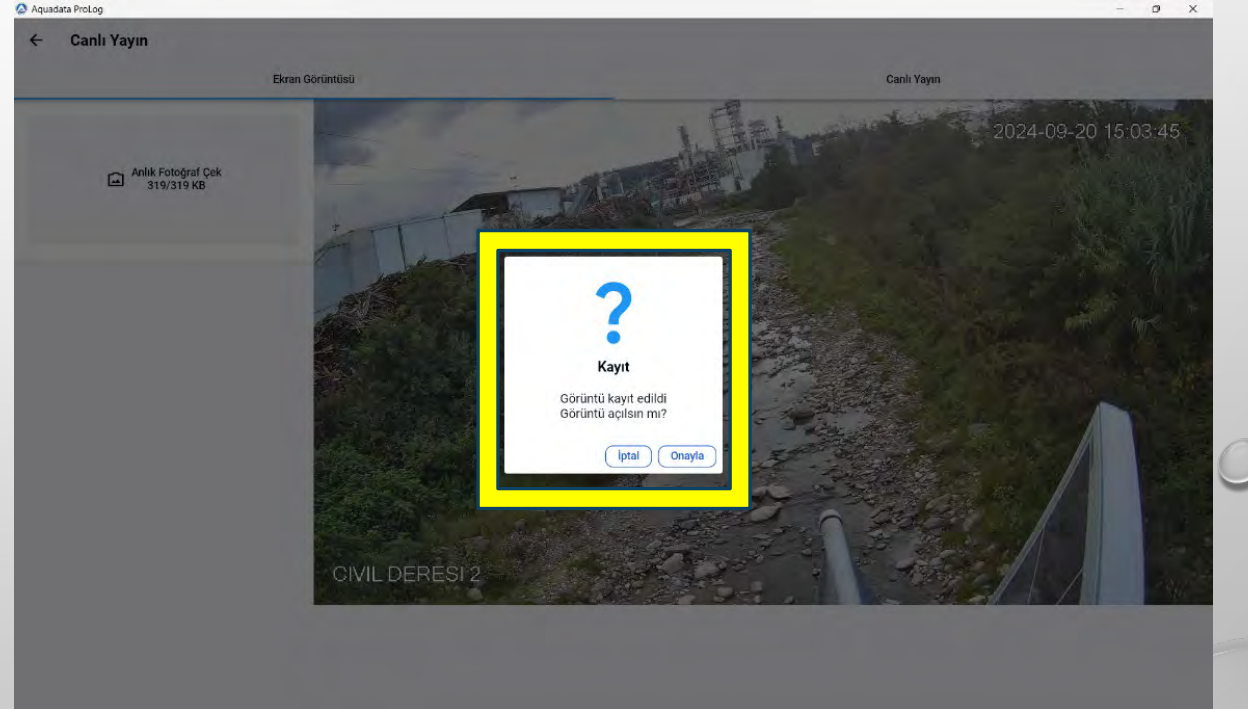 Aquadata ProLog
Canlı Yayın
Ekran Görüntüsü
Canlı Yayın
2024-09-20 15:03:45
Anlık Fotoğraf Çek
319/319 KB
?
Kayıt
Görüntü kayıt edildi
Görüntü açılsın mı?
İptal
Onayla
CIVIL DERESI 2